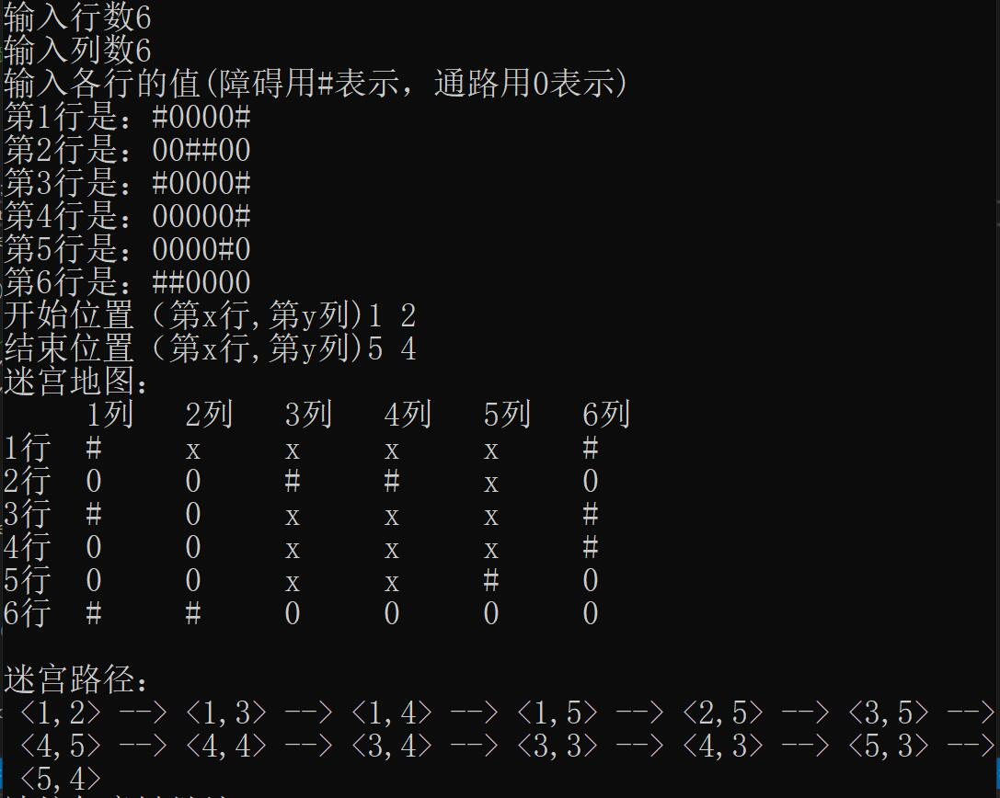 输入行数6
输入列数6
输入各行的值(障碍用#表示，通路用0表示)
第1行是：#0000#
第2行是：00##00
第3行是：#0000#
第4行是：00000#
第5行是：0000#0
第6行是：##0000
开始位置（第x行,第y列)1 2
结束位置（第x行,第y列)5 4
迷宫地图：
1列 2列 3列 4列 5列 6列
1行 # x x x x #
2行 0 0 # # x 0
3行 # 0 x x x #
4行 0 0 x x x #
5行 0 0 x x # 0
6行 # # 0 0 0 0
迷宫路径：
<1,2> --> <1,3> --> <1,4> --> <1,5> --> <2,5> --> <3,5> -->
<4,5> --> <4,4> --> <3,4> --> <3,3> --> <4,3> --> <5,3> -->
<5,4>